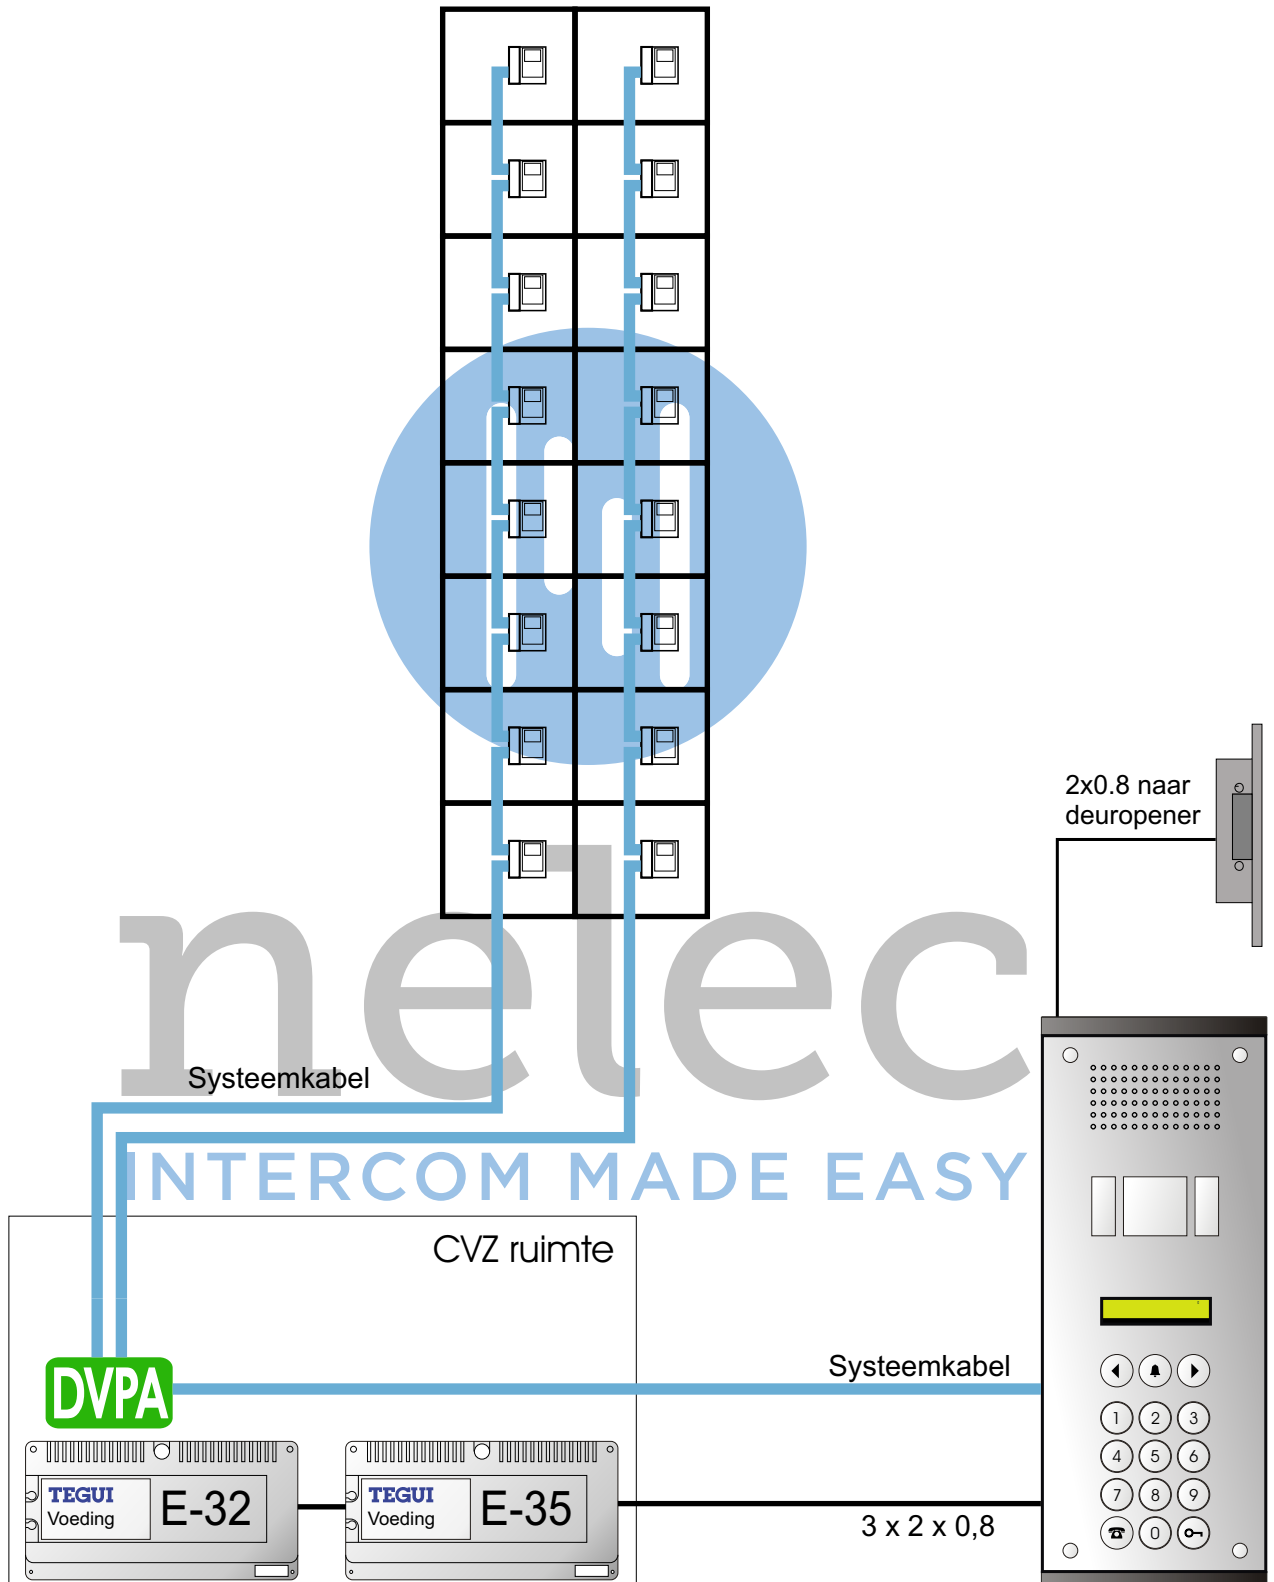 2x0.8 naar
deuropener
nelec
Systeemkabel
INTERCOM MADE EASY
CVZ ruimte
DVPA
Systeemkabel
TEGUI
Voeding
E-32
TEGUI
Voeding
E-35
3 x 2 x 0,8
1 2 3
4 5 6
7 8 9
0